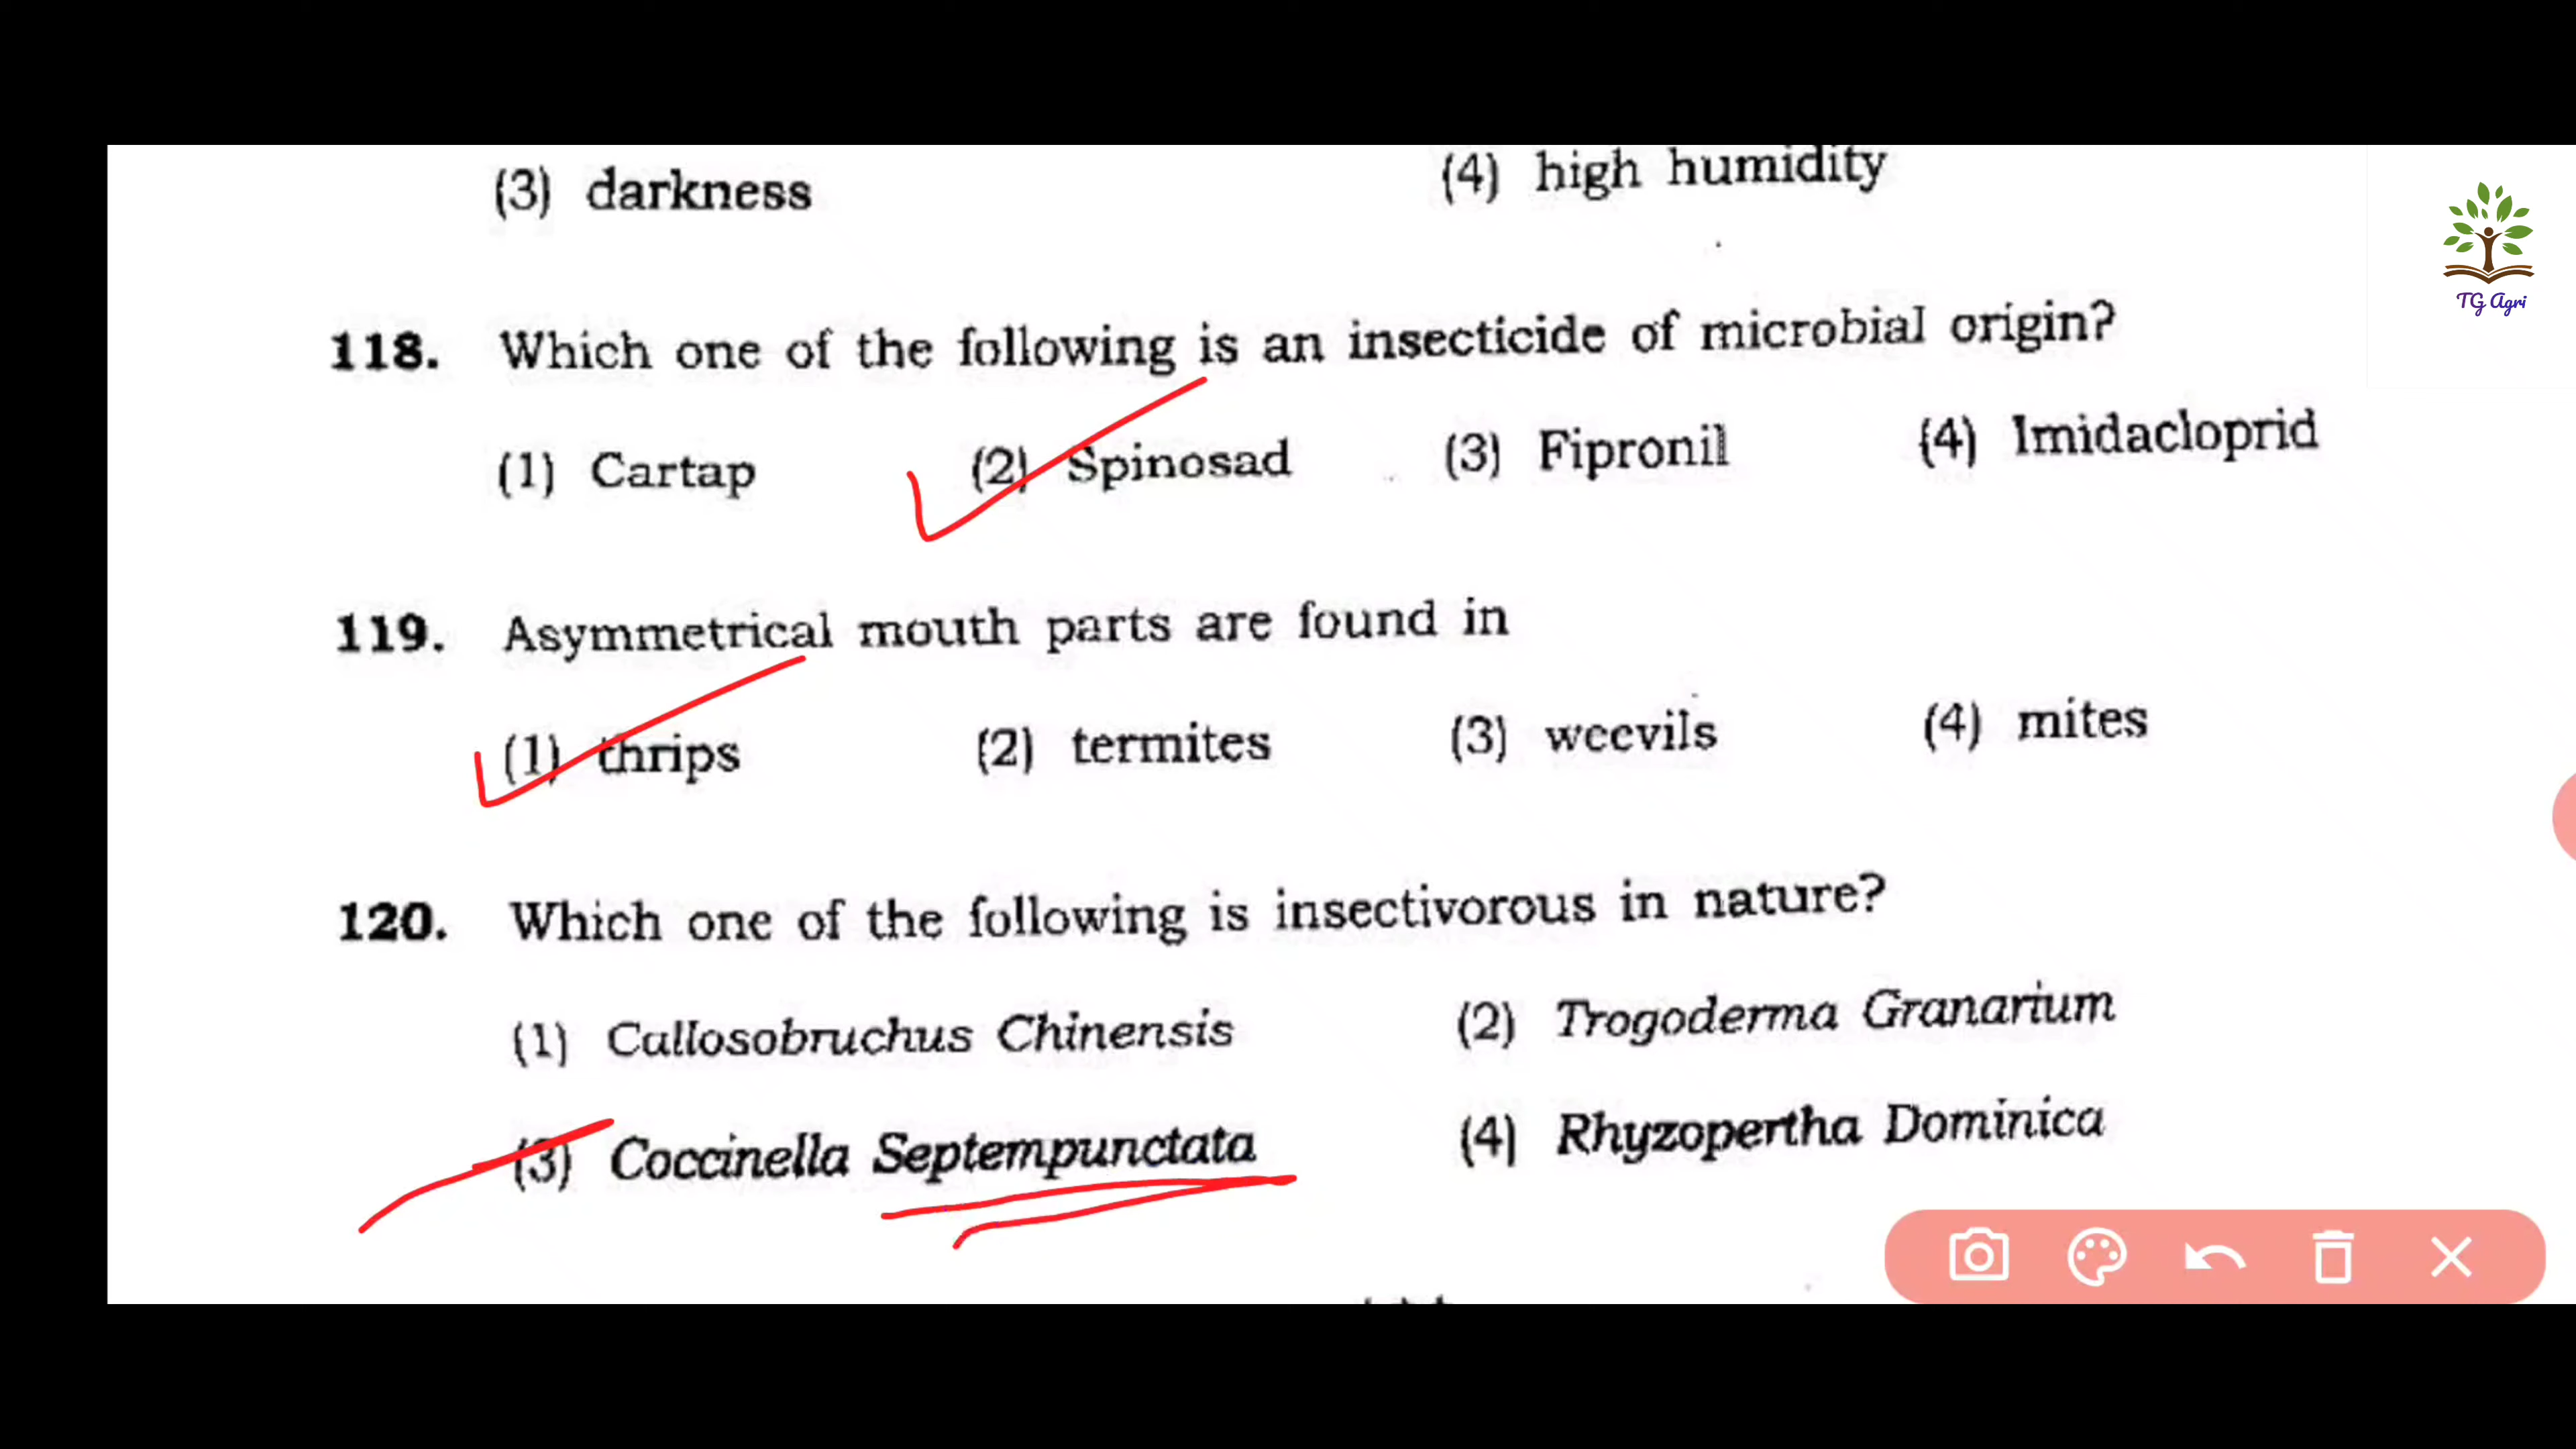 (3) darkness (4) high humidity
TG Agri
118. Which one of the following is an insecticide of microbial origin?
(1) Cartap (2) Spinosad (3) Fipronil (4) Imidacloprid
119. Asymmetrical mouth parts are found in
(1) thrips (2) termites (3) weevils (4) mites
120. Which one of the following is insectivorous in nature?
(1) Callosobruchus Chinensis (2) Trogoderma Granarium
(3) Coccinella Septempunctata (4) Rhyzopertha Dominica